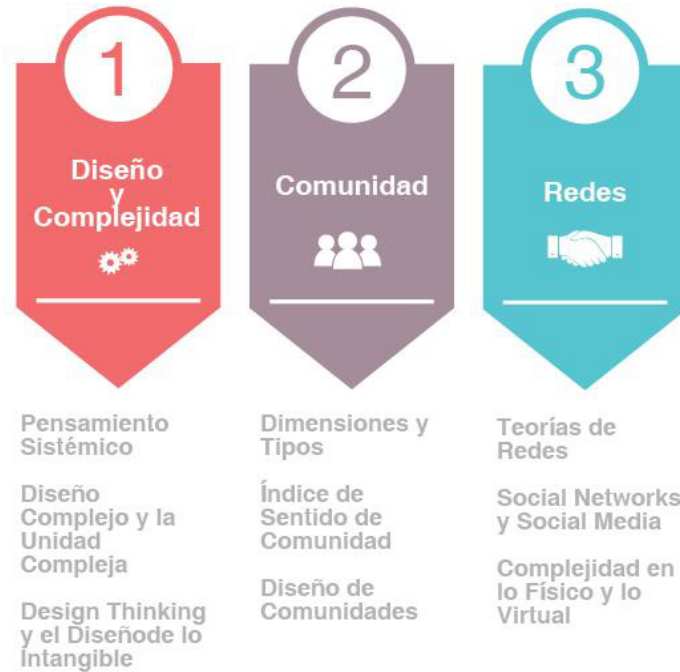 1
Diseño
y
Complejidad
Pensamiento
Sistémico
Diseño
Complejo y la
Unidad
Compleja
Design Thinking
y el Diseñode lo
Intangible
2
Comunidad
Dimensiones y
Tipos
Índice de
Sentido de
Comunidad
Diseño de
Comunidades
3
Redes
Teorías de
Redes
Social Networks
y Social Media
Complejidad en
lo Físico y lo
Virtual